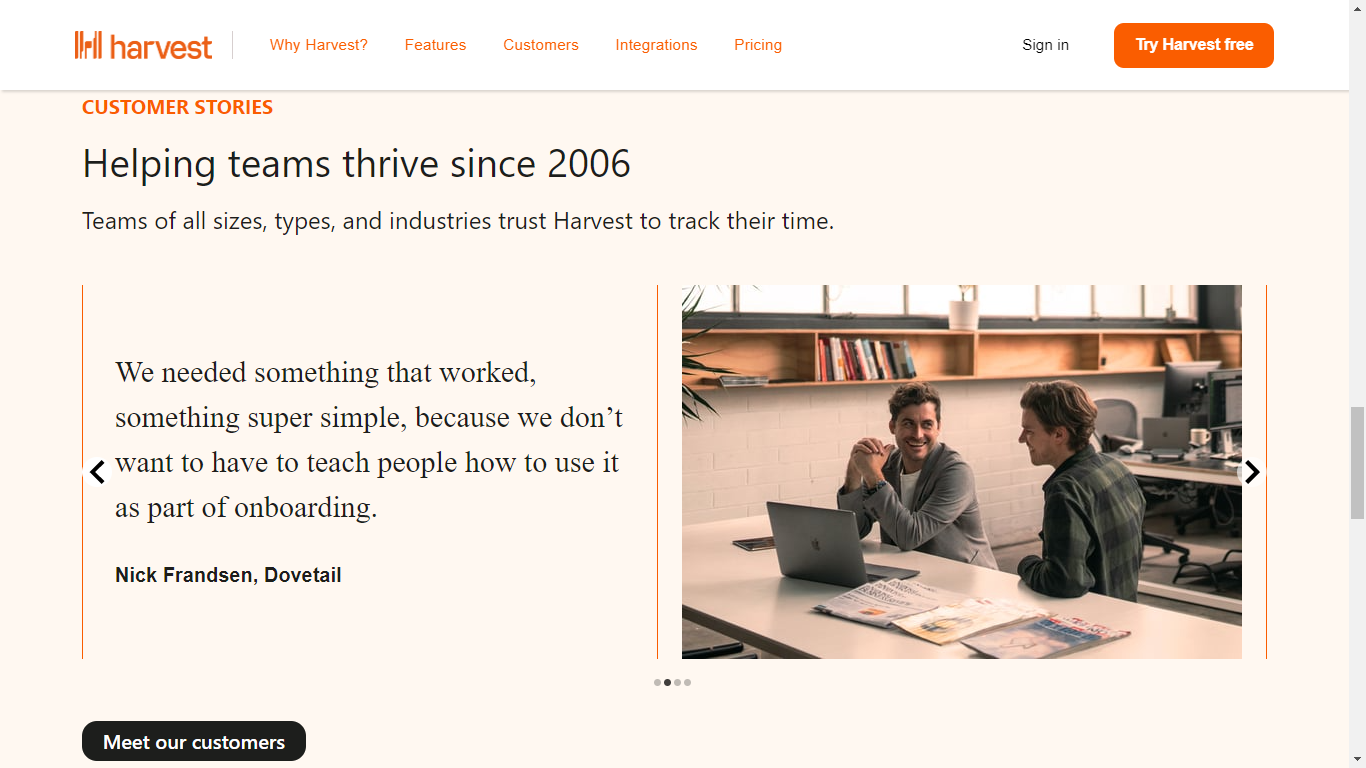 harvest
Why Harvest?
Features
Customers
Integrations
Pricing
Sign in
Try Harvest free
CUSTOMER STORIES
Helping teams thrive since 2006
Teams of all sizes, types, and industries trust Harvest to track their time.
We needed something that worked,
something super simple, because we don’t
want to have to teach people how to use it
as part of onboarding.
Nick Frandsen, Dovetail
Meet our customers